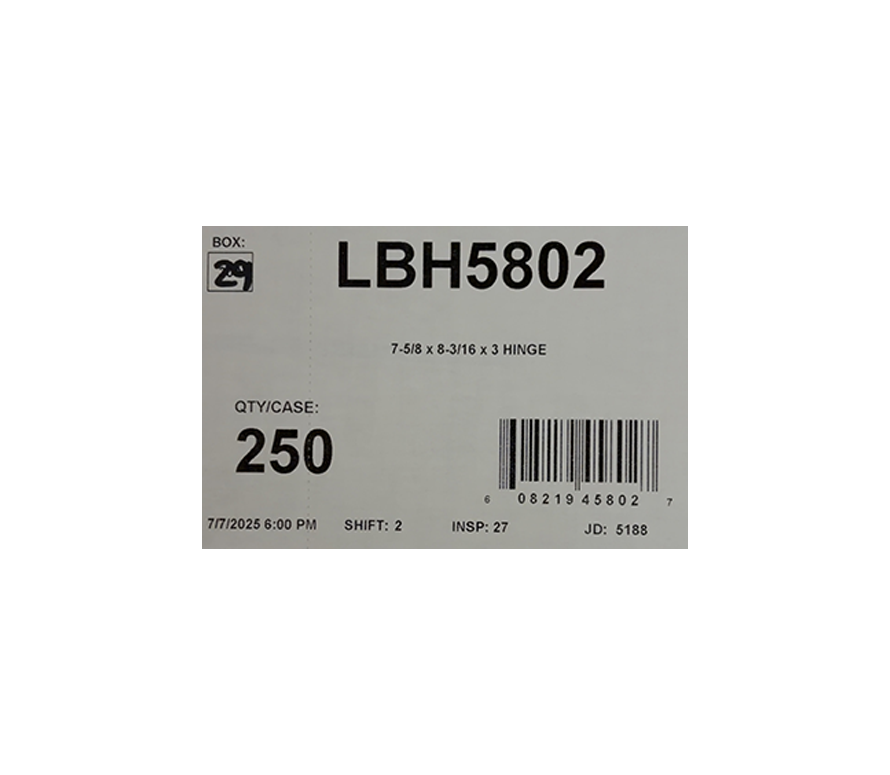 BOX:
29
LBH5802
7-5/8 x 8-3/16 x 3 HINGE
QTY/CASE:
250
6 08219 45802 7
7/7/2025 6:00 PM SHIFT: 2 INSP: 27 JD: 5188